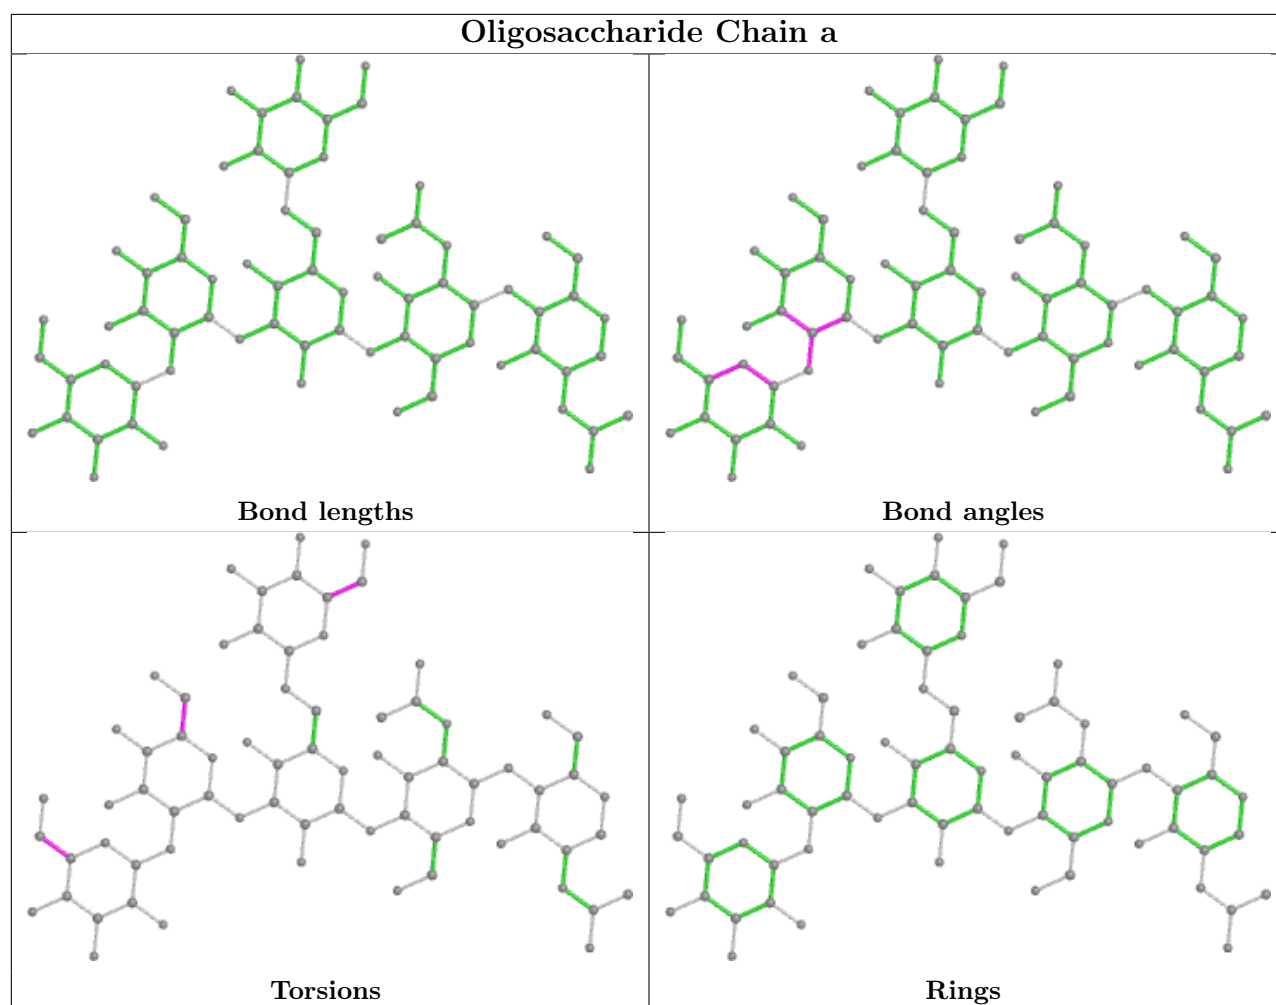 Oligosaccharide Chain a
Bond lengths
Bond angles
Torsions
Rings